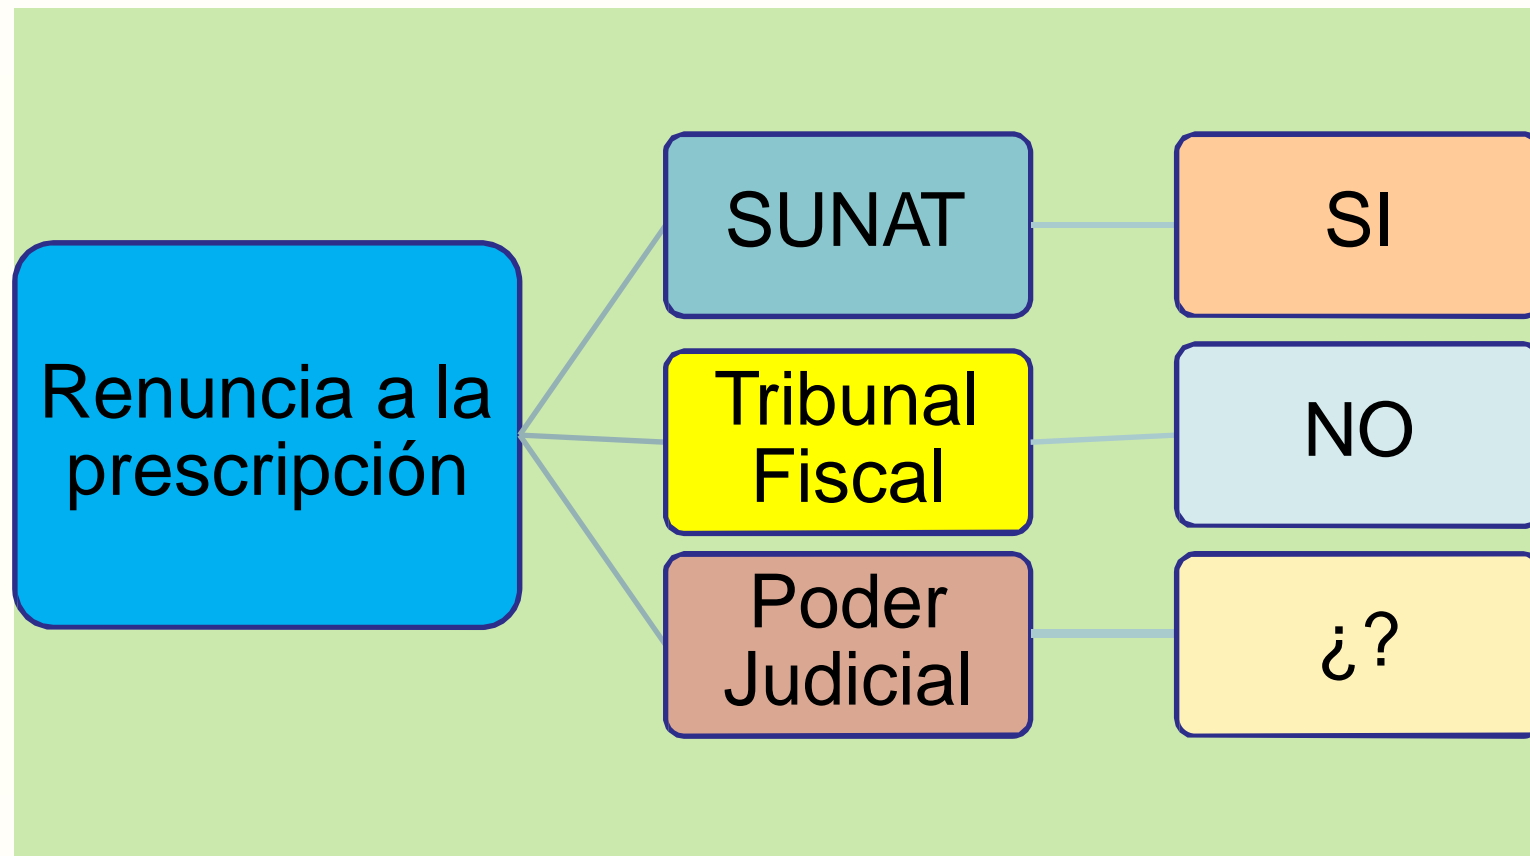 Renuncia a la
prescripción
SUNAT
SI
Tribunal
Fiscal
NO
Poder
Judicial
¿?